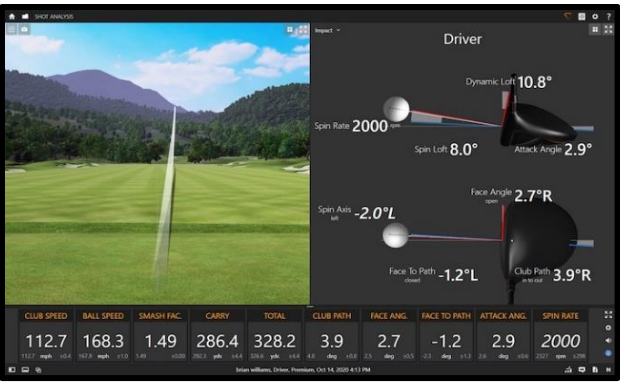 SHOT ANALYSIS
Impact
Driver
Dynamic Loft 10.8°
Spin Rate 2000 rpm
Spin Loft 8.0°
Attack Angle 2.9°
Face Angle 2.7°R
open
Spin Axis -2.0°L
left
Face To Path -1.2°L
closed
Club Path 3.9°R
in to out
CLUB SPEED BALL SPEED SMASH FAC. CARRY TOTAL CLUB PATH FACE ANG. FACE TO PATH ATTACK ANG. SPIN RATE
112.7 168.3 1.49 286.4 328.2 3.9 2.7 -1.2 2.9 2000
mph mph yds yds deg deg deg deg rpm
brian williams, Driver, Premium, Oct 14, 2020 4:13 PM